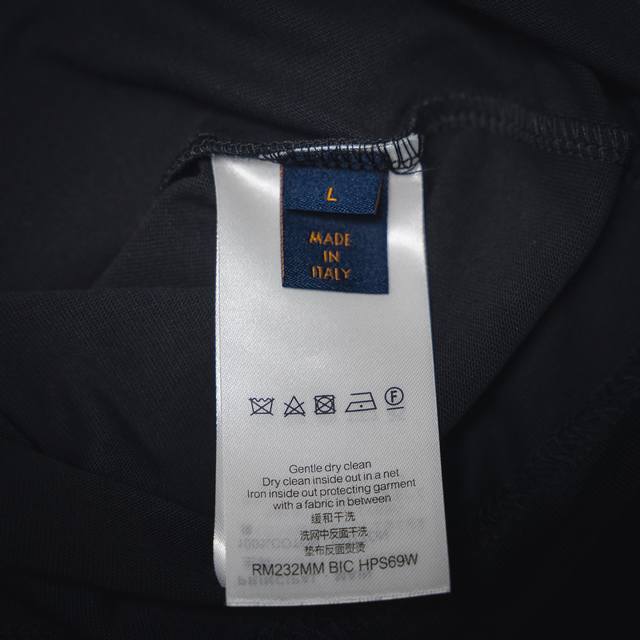 L
MADE
IN
ITALY
F
Gentle dry clean
Dry clean inside out in a net
Iron inside out protecting garment
with a fabric in between
缓和干洗
洗网中反面干洗
垫布反面熨烫
RM232MM BIC HPS69W